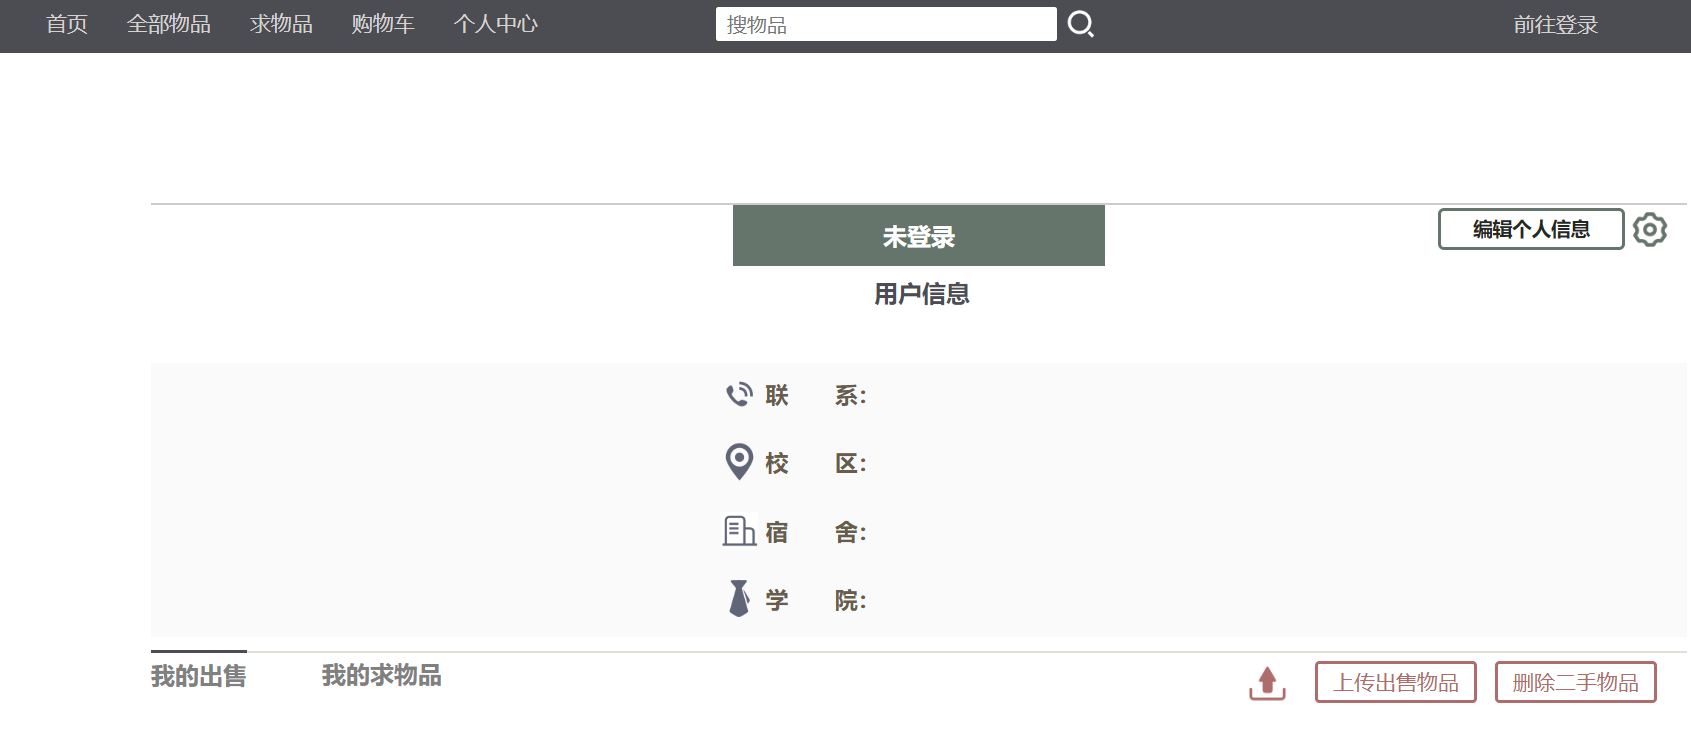 首页 全部物品 求物品 购物车 个人中心 搜物品 前往登录
未登录 编辑个人信息
用户信息
联 系:
校 区:
宿 舍:
学 院:
我的出售 我的求物品 上传出售物品 删除二手物品